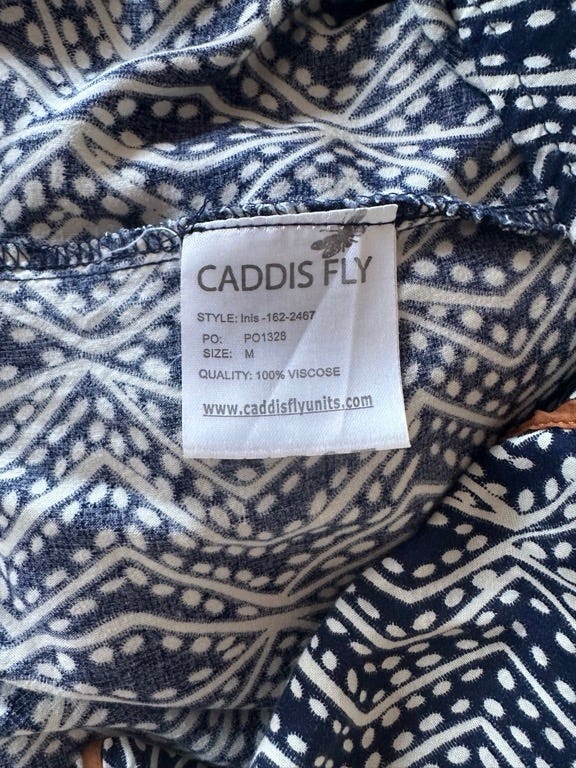 CADDIS FLY
STYLE: Inis -162-2467
PO: PO1328
SIZE: M
QUALITY: 100% VISCOSE
www.caddisflyunits.com